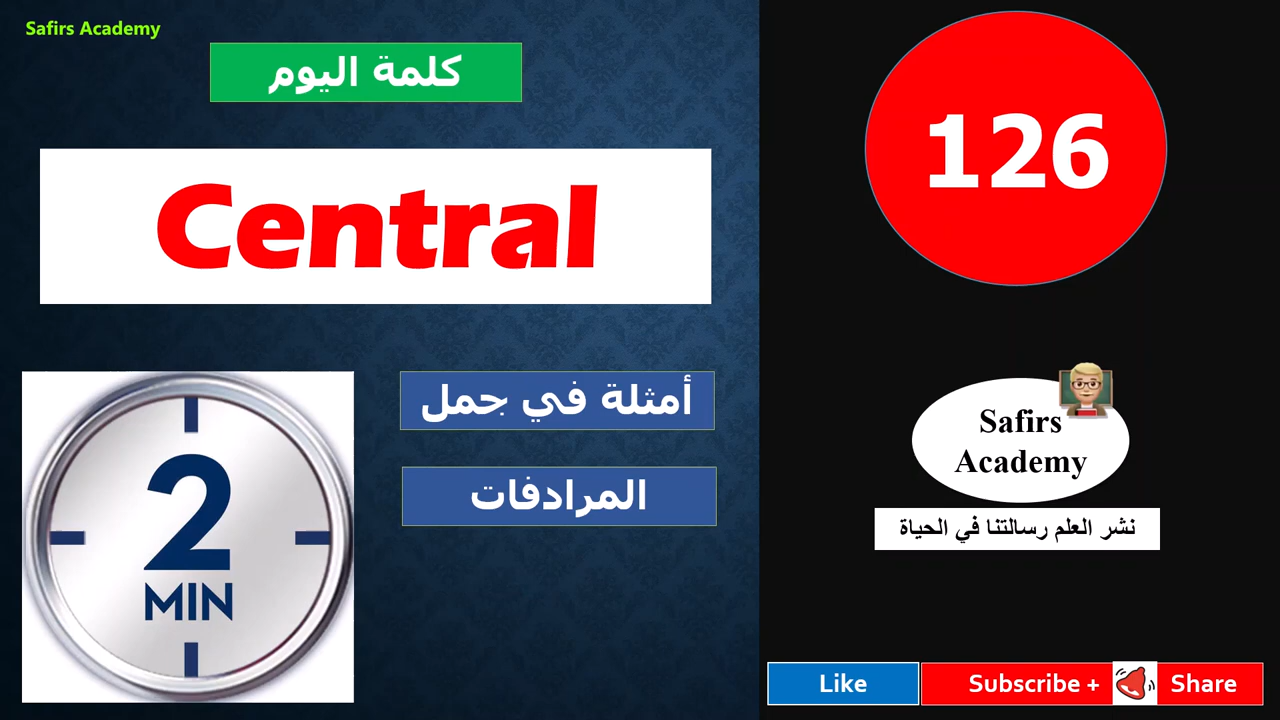 Safirs Academy
كلمة اليوم
Central
أمثلة في جمل
المرادفات
2
MIN
126
Safirs
Academy
نشر العلم رسالتنا في الحياة
Like
Subscribe +
Share